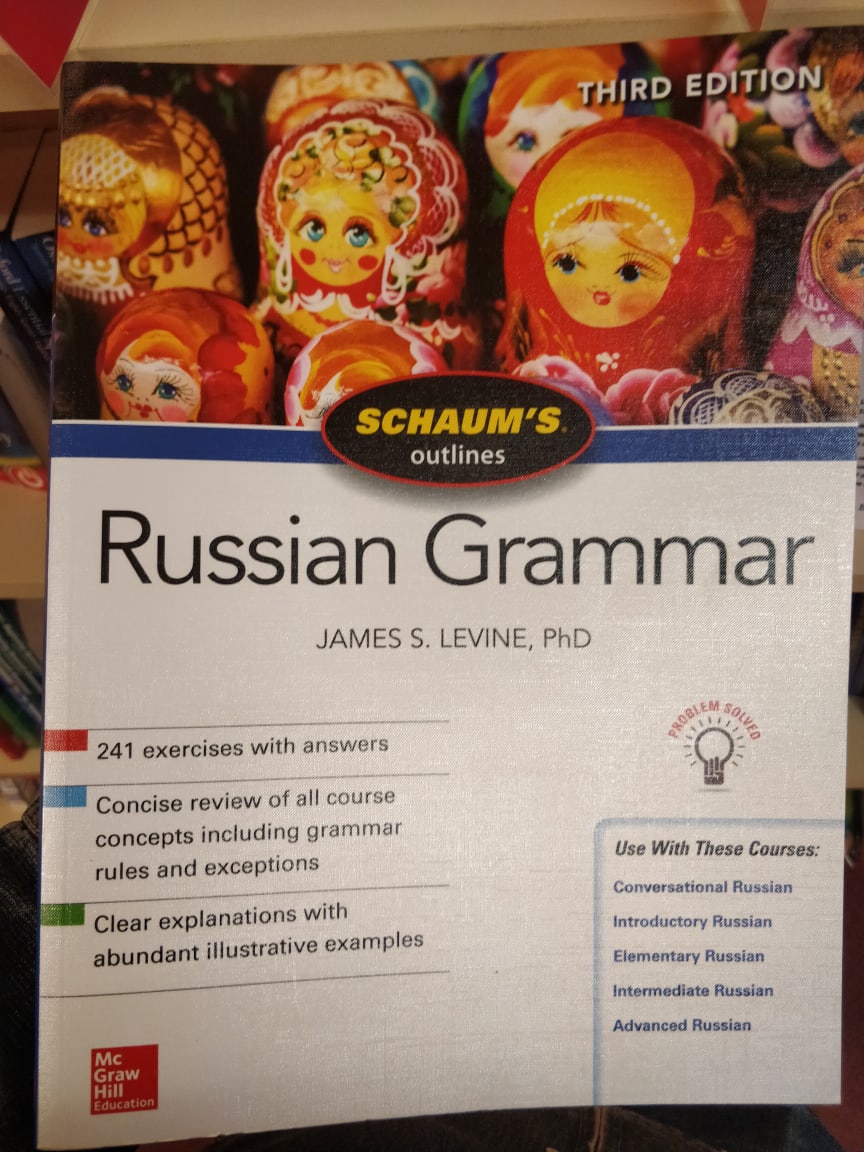 THIRD EDITION
SCHAUM'S®
outlines
Russian Grammar
JAMES S. LEVINE, PhD
241 exercises with answers
Concise review of all course
concepts including grammar
rules and exceptions
Clear explanations with
abundant illustrative examples
PROBLEM SOLVED
Use With These Courses:
Conversational Russian
Introductory Russian
Elementary Russian
Intermediate Russian
Advanced Russian
Mc
Graw
Hill
Education